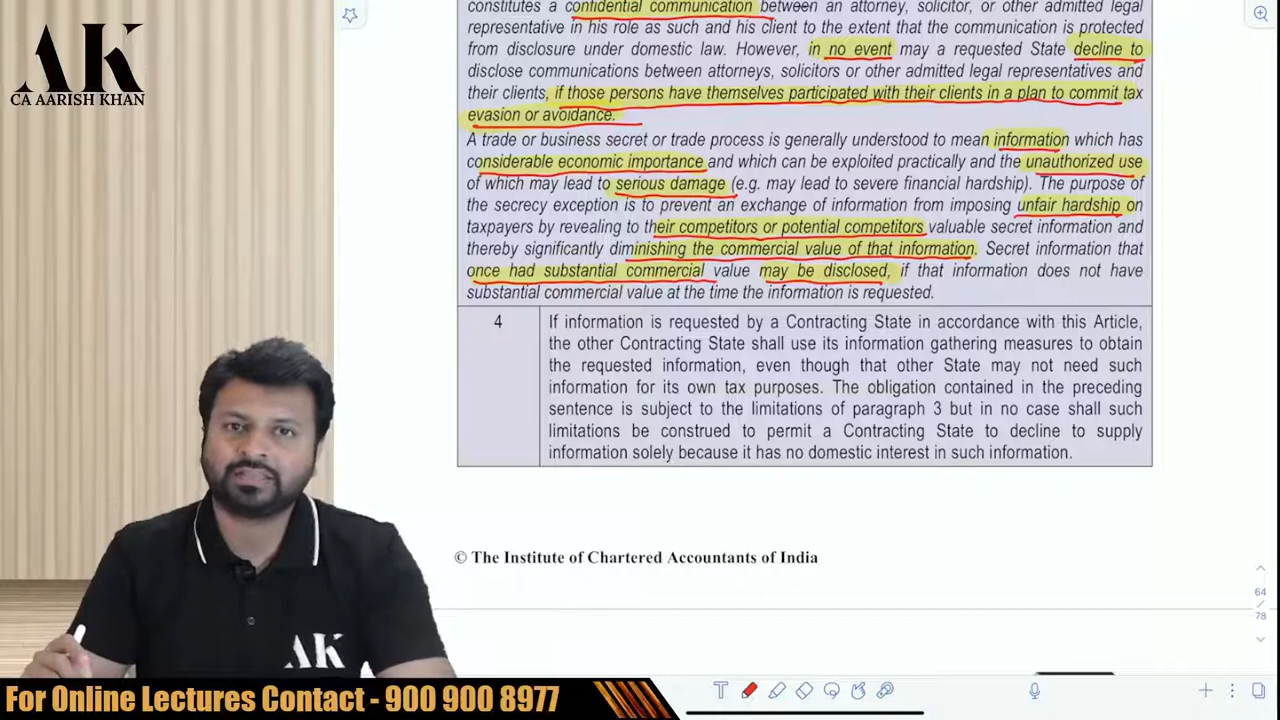 AK
CA AARISH KHAN
constitutes a confidential communication between an attorney, solicitor, or other admitted legal
representative in his role as such and his client to the extent that the communication is protected
from disclosure under domestic law. However, in no event may a requested State decline to
disclose communications between attorneys, solicitors or other admitted legal representatives and
their clients, if those persons have themselves participated with their clients in a plan to commit tax
evasion or avoidance.
A trade or business secret or trade process is generally understood to mean information which has
considerable economic importance and which can be exploited practically and the unauthorized use
of which may lead to serious damage (e.g. may lead to severe financial hardship). The purpose of
the secrecy exception is to prevent an exchange of information from imposing unfair hardship on
taxpayers by revealing to their competitors or potential competitors valuable secret information and
thereby significantly diminishing the commercial value of that information. Secret information that
once had substantial commercial value may be disclosed, if that information does not have
substantial commercial value at the time the information is requested.
4
If information is requested by a Contracting State in accordance with this Article,
the other Contracting State shall use its information gathering measures to obtain
the requested information, even though that other State may not need such
information for its own tax purposes. The obligation contained in the preceding
sentence is subject to the limitations of paragraph 3 but in no case shall such
limitations be construed to permit a Contracting State to decline to supply
information solely because it has no domestic interest in such information.
© The Institute of Chartered Accountants of India
64
/
78
AK
T
For Online Lectures Contact - 900 900 8977